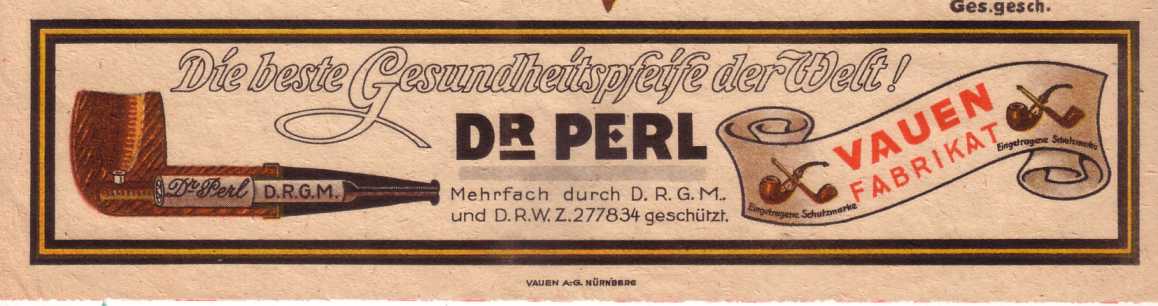 Ges.gesch.
Die beste Gesundheitspfeife der Welt!
DR PERL
Dr Perl D.R.G.M.
Mehrfach durch D. R. G. M.
und D.R.W.Z. 277834 geschützt.
VAUEN
FABRIKAT
Eingetragene Schutzmarke
Eingetragene Schutzmarke
VAUEN A.-G. NÜRNBERG